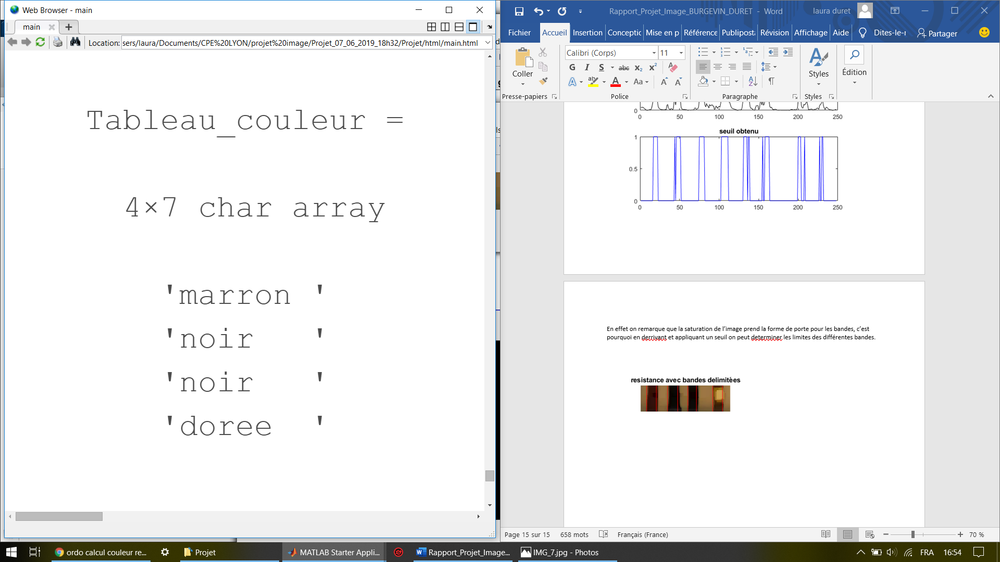 Web Browser - main
main
Location: sers/laura/Documents/CPE%20LYON/projet%20image/Projet_07_06_2019_18h32/Projet/html/main.html
Tableau_couleur =
4×7 char array
'marron '
'noir   '
'noir   '
'doree  '
Rapport_Projet_Image_BURGEVIN_DURET - Word
laura duret
Fichier Accueil Insertion Conceptic Mise en p Référence Publipost Révision Affichage Aide Dites-le-r Partager
Coller
Calibri (Corps) 11
G I S abc X₂ X²
A ab A Aa A A
Styles
Édition
Presse-papiers Police Paragraphe Styles
0
0 50 100 150 200 250
seuil obtenu
1
0.5
0
0 50 100 150 200 250
En effet on remarque que la saturation de l'image prend la forme de porte pour les bandes, c'est
pourquoi en derrivant et appliquant un seuil on peut determiner les limites des différentes bandes.
resistance avec bandes delimitées
Page 15 sur 15 658 mots Français (France) 70 %
ordo calcul couleur re... Projet MATLAB Starter Appli... Rapport_Projet_Image... IMG_7.jpg - Photos FRA 16:54